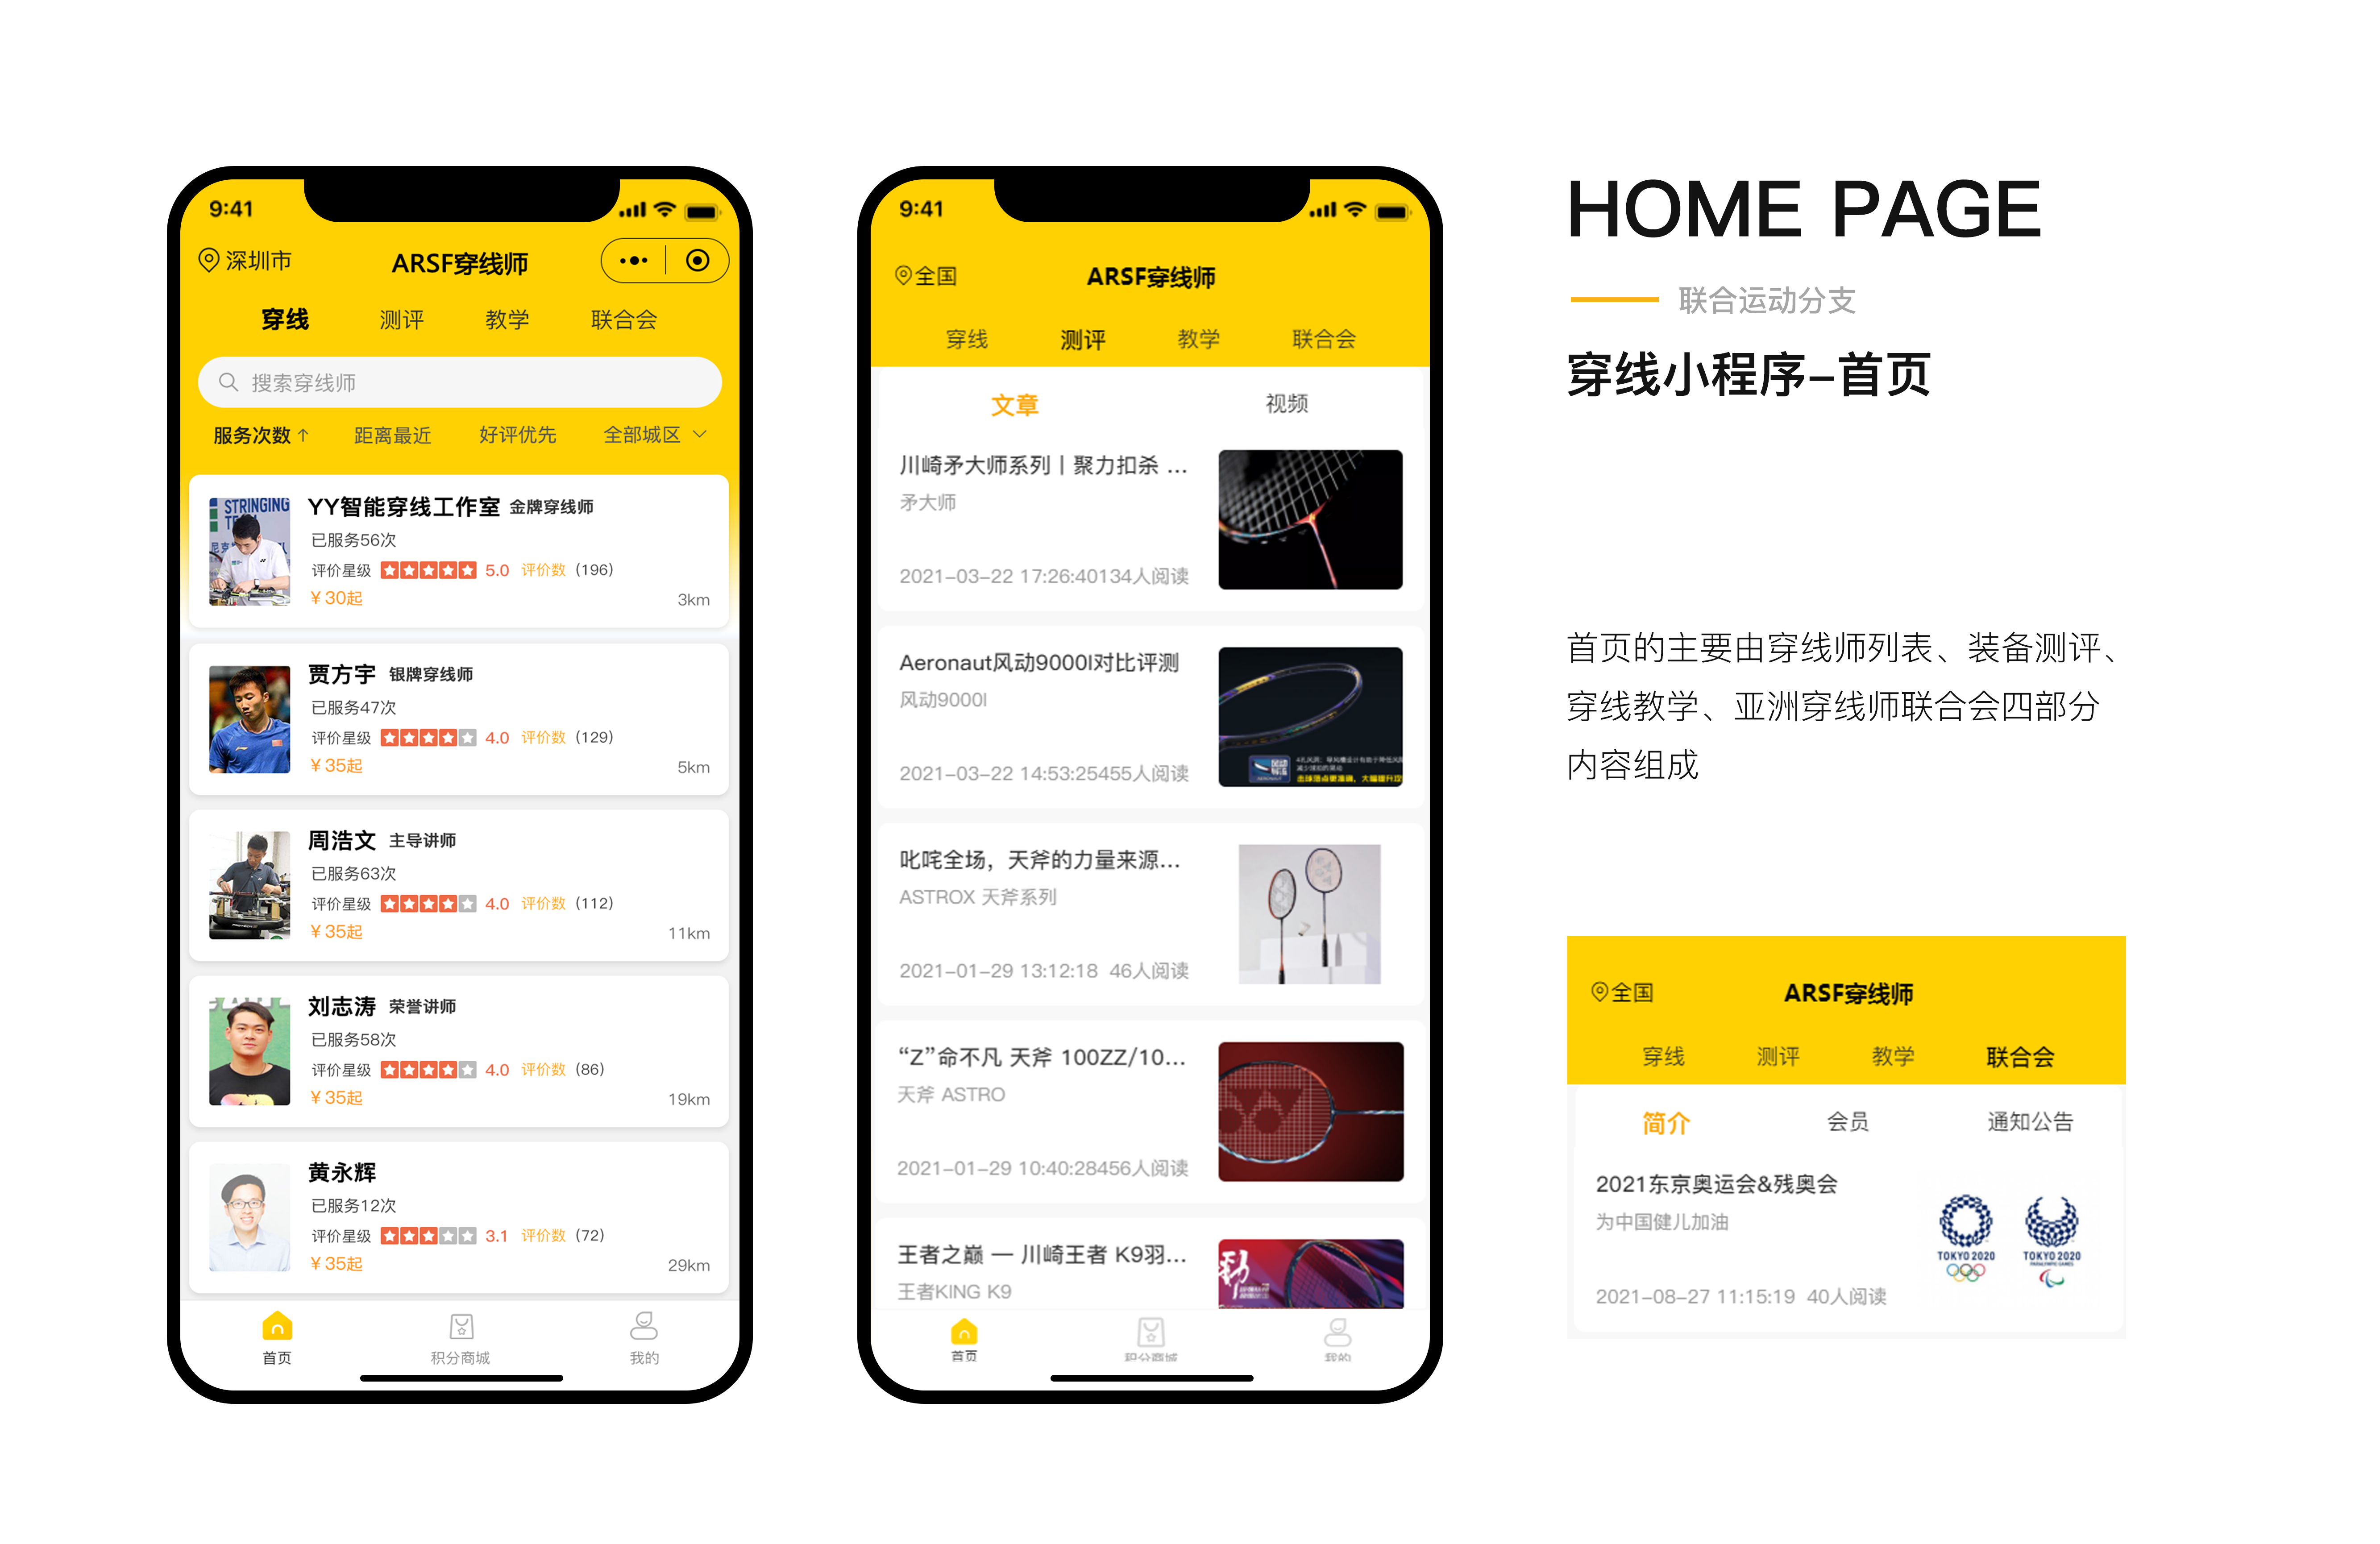 9:41
深圳市
ARSF穿线师
穿线 测评 教学 联合会
搜索穿线师
服务次数↑ 距离最近 好评优先 全部城区
STRINGING
YY智能穿线工作室 金牌穿线师
已服务56次
评价星级 5.0 评价数 (196)
¥30起
3km
贾方宇 银牌穿线师
已服务47次
评价星级 4.0 评价数 (129)
¥35起
5km
周浩文 主导讲师
已服务63次
评价星级 4.0 评价数 (112)
¥35起
11km
刘志涛 荣誉讲师
已服务58次
评价星级 4.0 评价数 (86)
¥35起
19km
黄永辉
已服务12次
评价星级 3.1 评价数 (72)
¥35起
29km
首页 积分商城 我的
9:41
全国
ARSF穿线师
穿线 测评 教学 联合会
文章 视频
川崎矛大师系列丨聚力扣杀 ...
矛大师
2021-03-22 17:26:40134人阅读
Aeronaut风动9000I对比评测
风动9000I
2021-03-22 14:53:25455人阅读
叱咤全场，天斧的力量来源...
ASTROX 天斧系列
2021-01-29 13:12:18 46人阅读
“Z”命不凡 天斧 100ZZ/10...
天斧 ASTRO
2021-01-29 10:40:28456人阅读
王者之巅 — 川崎王者 K9羽...
王者KING K9
首页 积分商城 我的
HOME PAGE
联合运动分支
穿线小程序-首页
首页的主要由穿线师列表、装备测评、
穿线教学、亚洲穿线师联合会四部分
内容组成
全国
ARSF穿线师
穿线 测评 教学 联合会
简介 会员 通知公告
2021东京奥运会&残奥会
为中国健儿加油
TOKYO 2020 TOKYO 2020
PARALYMPIC GAMES
2021-08-27 11:15:19 40人阅读